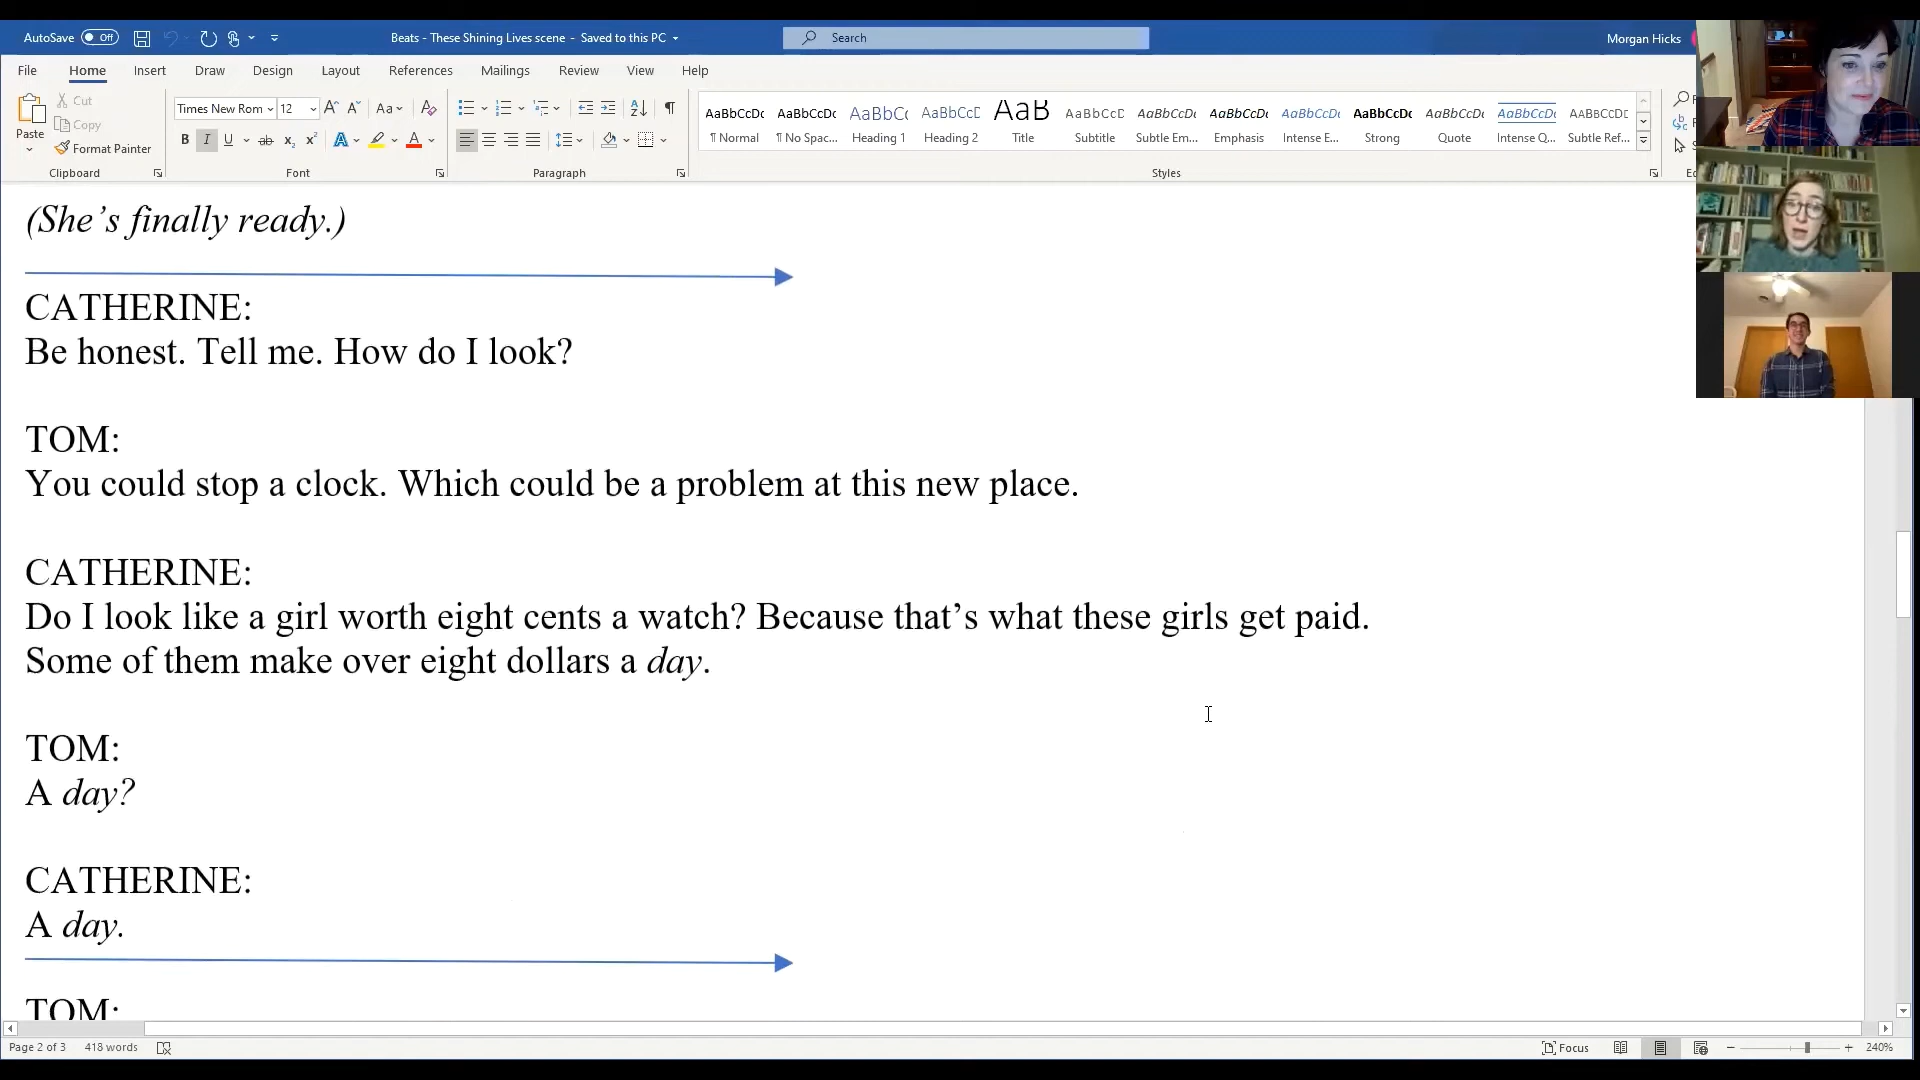 AutoSave Off Beats - These Shining Lives scene - Saved to this PC Search Morgan Hicks
File Home Insert Draw Design Layout References Mailings Review View Help
Paste Cut Copy Format Painter
Times New Rom 12 Aa
AaBbCcDc AaBbCcDc AaBbCc AaBbCcD AaB AaBbCcD AaBbCcDc AaBbCcDc AaBbCcDc AaBbCcDc AaBbCcDc AaBbCcDc AaBbCcDc
¶ Normal ¶ No Spac... Heading 1 Heading 2 Title Subtitle Subtle Em... Emphasis Intense E... Strong Quote Intense Q... Subtle Ref...
Clipboard Font Paragraph Styles
(She’s finally ready.)
CATHERINE:
Be honest. Tell me. How do I look?
TOM:
You could stop a clock. Which could be a problem at this new place.
CATHERINE:
Do I look like a girl worth eight cents a watch? Because that’s what these girls get paid.
Some of them make over eight dollars a day.
TOM:
A day?
CATHERINE:
A day.
TOM:
Page 2 of 3 418 words Focus 240%